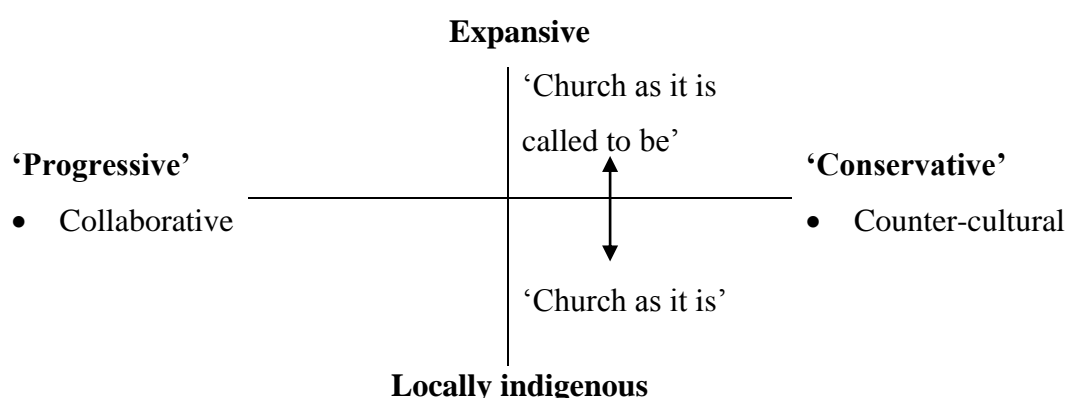 Expansive
‘Church as it is
called to be’
‘Progressive’
• Collaborative
‘Conservative’
• Counter-cultural
‘Church as it is’
Locally indigenous